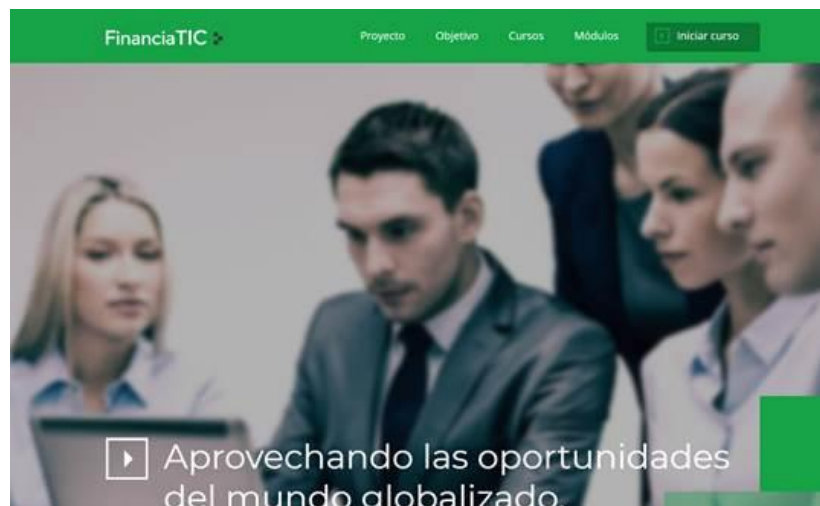 FinanciaTIC
Proyecto Objetivo Cursos Módulos Iniciar curso
Aprovechando las oportunidades
del mundo globalizado.